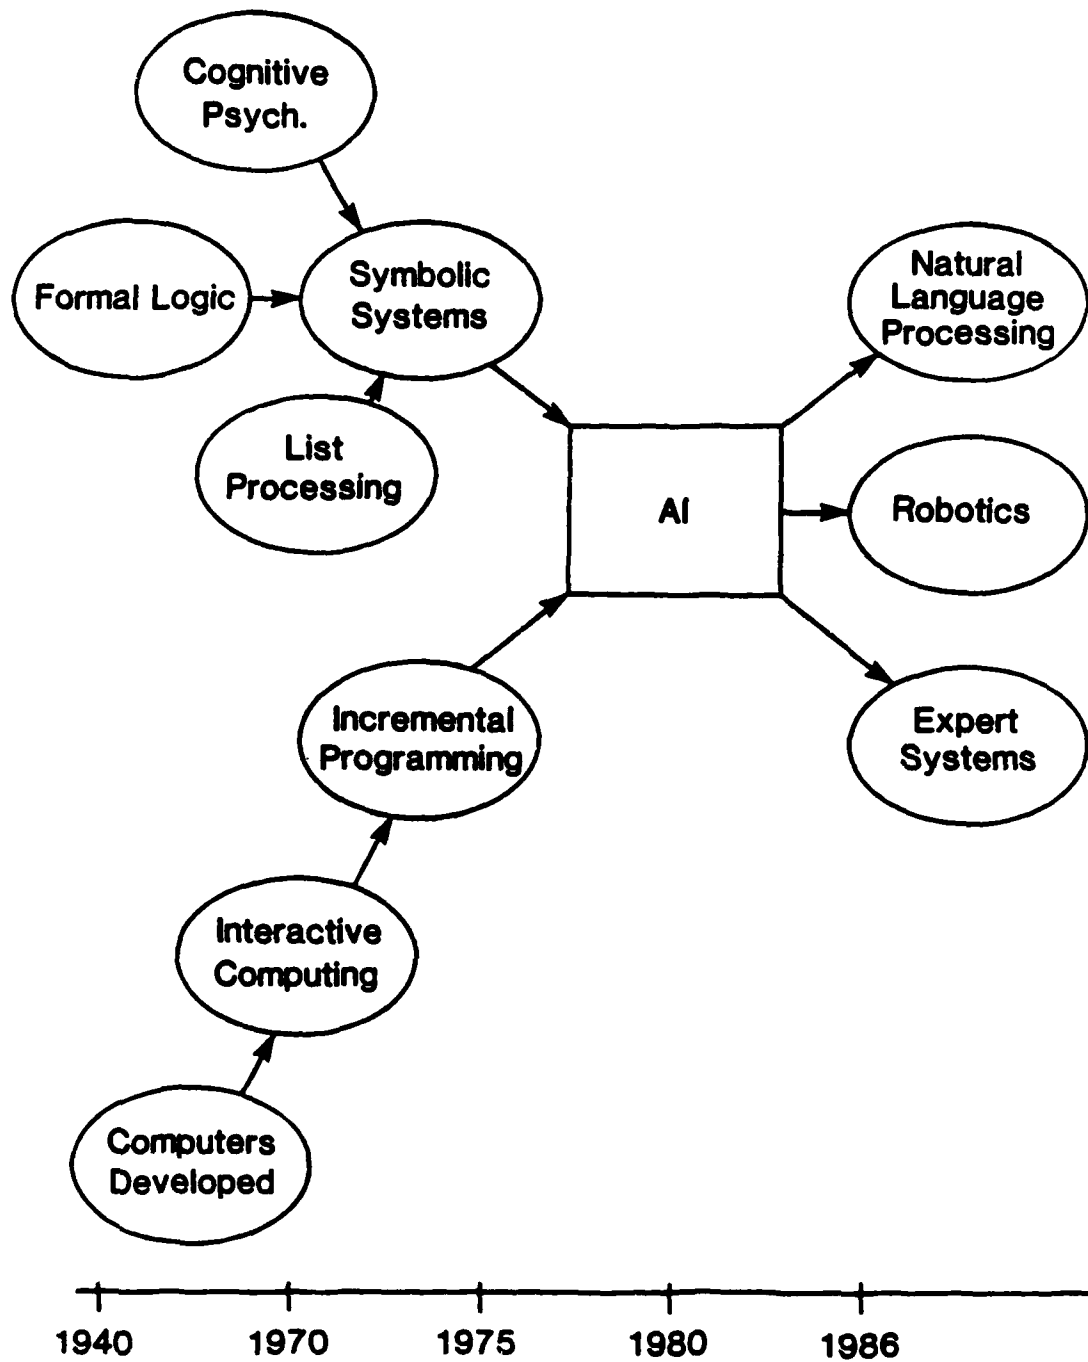 Cognitive
Psych.
Formal Logic
Symbolic
Systems
List
Processing
Natural
Language
Processing
AI
Robotics
Incremental
Programming
Expert
Systems
Interactive
Computing
Computers
Developed
1940
1970
1975
1980
1986